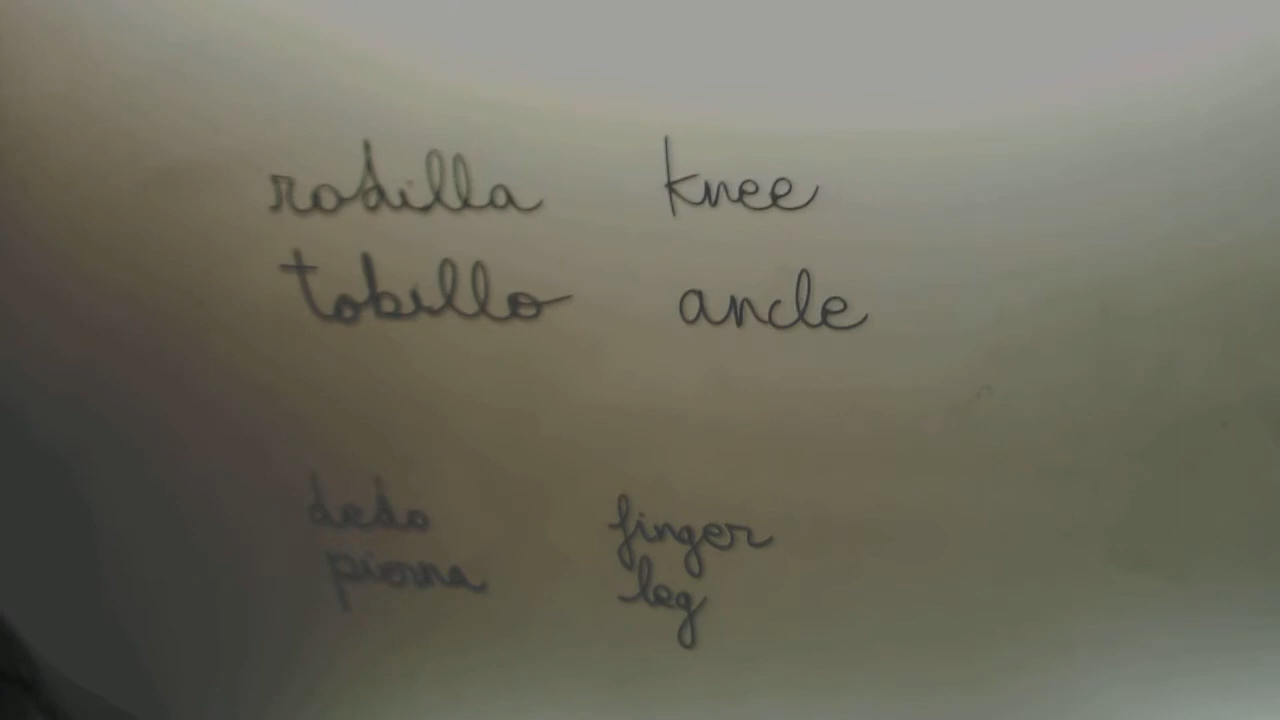 rodilla knee
tobillo ancle
dedo finger
pierna leg